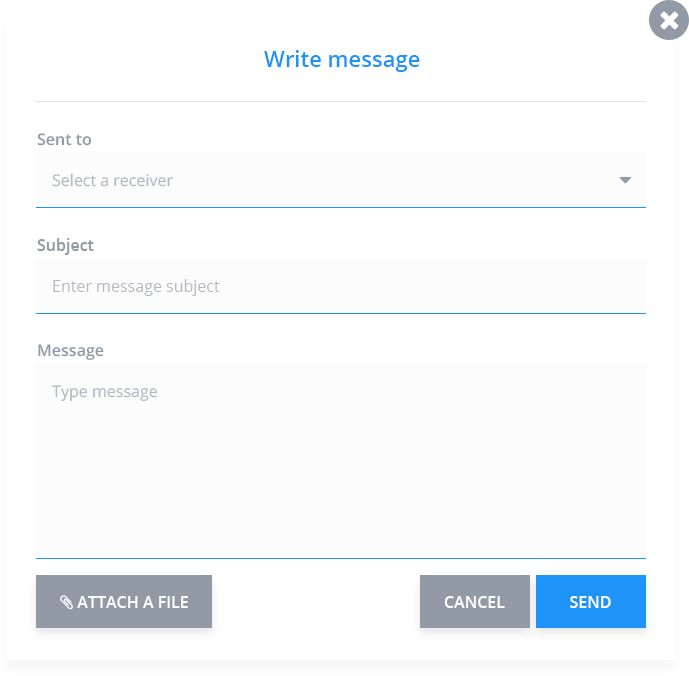 Write message
Sent to
Select a receiver
Subject
Enter message subject
Message
Type message
ATTACH A FILE
CANCEL
SEND